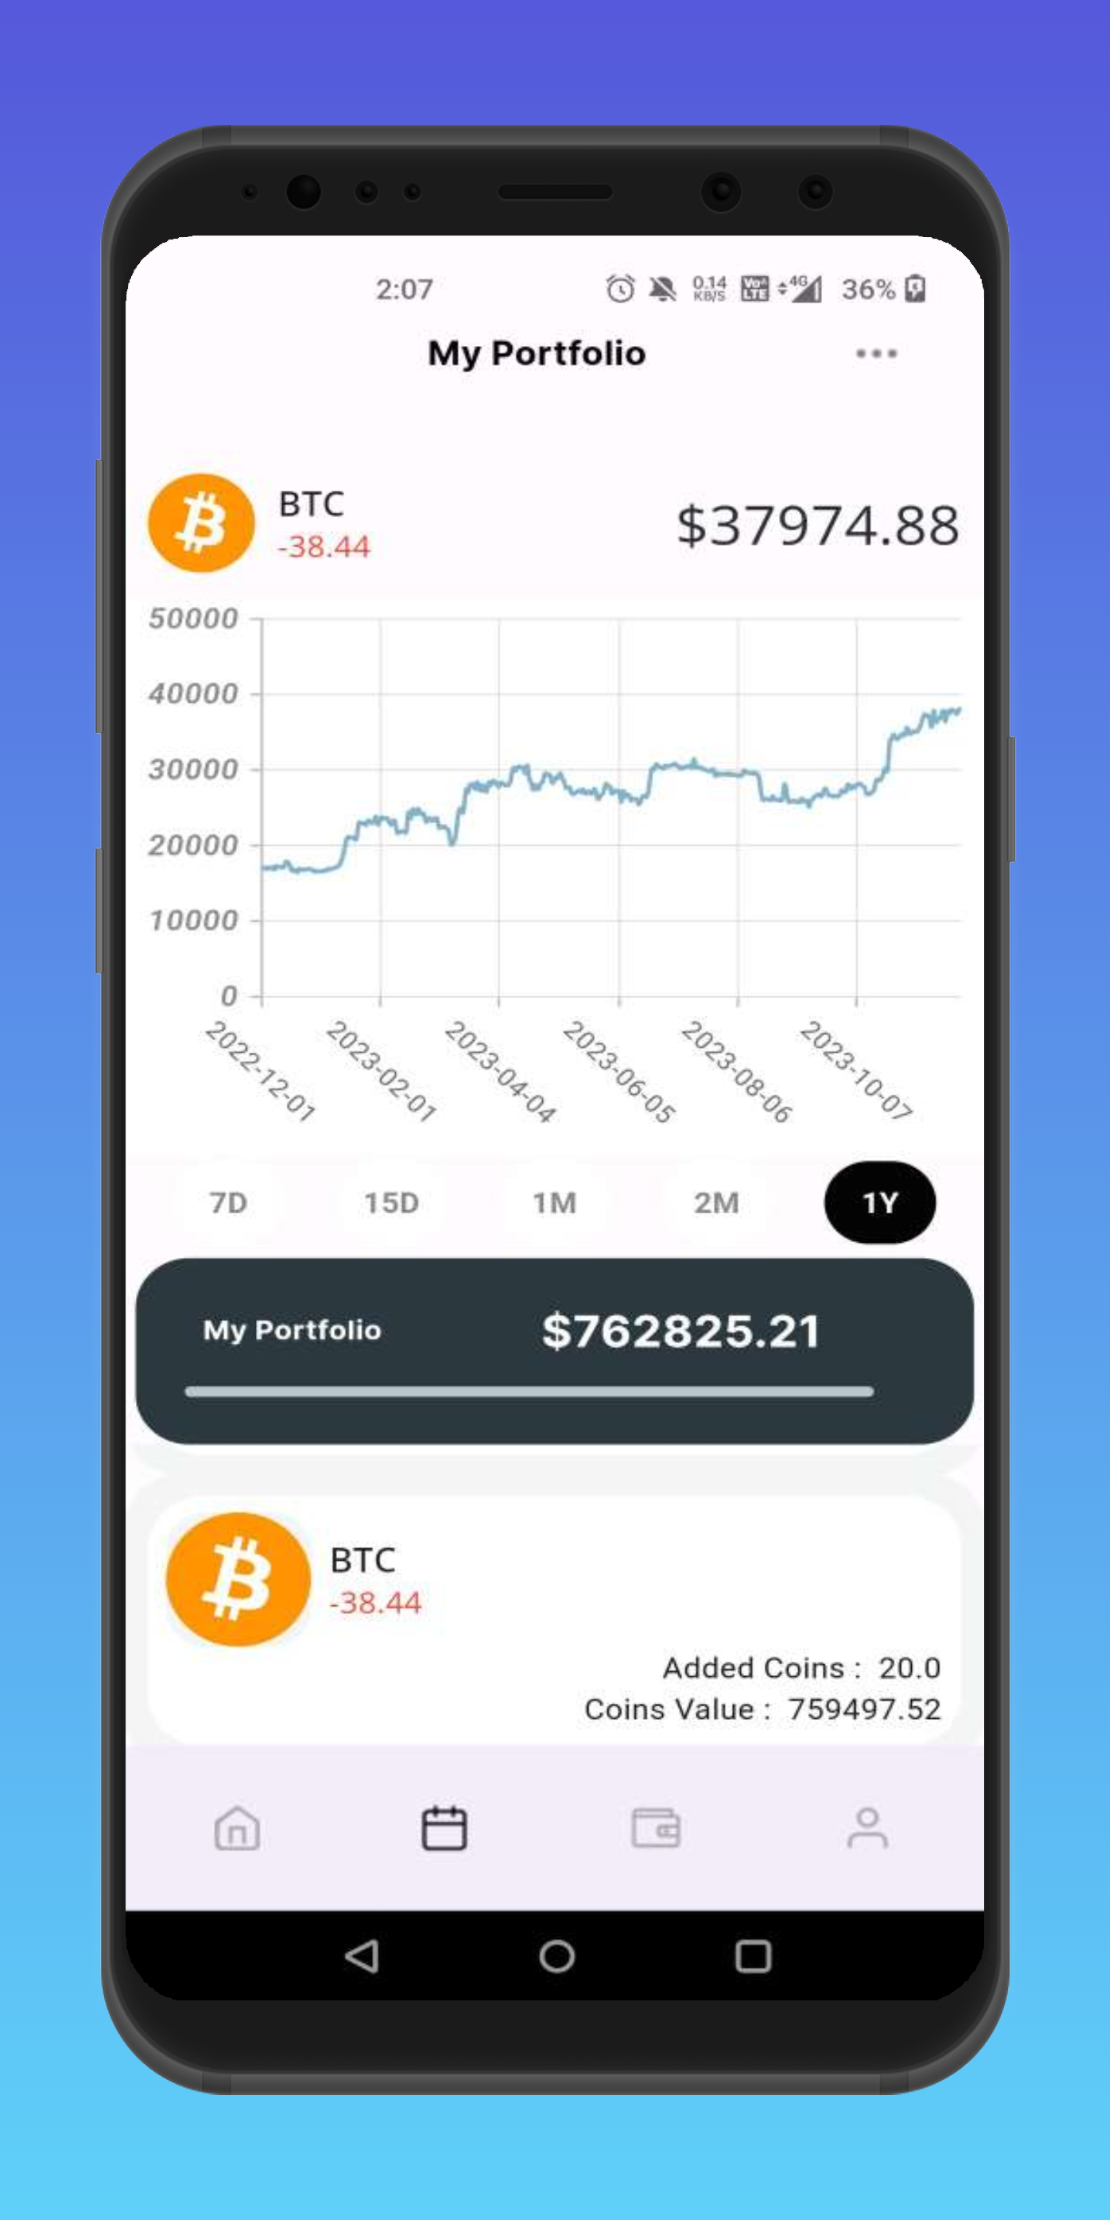 2:07 0.14 KB/S Vo) LTE 4G 36%
My Portfolio
BTC
-38.44
$37974.88
50000
40000
30000
20000
10000
0
2022-12-01
2023-02-01
2023-04-04
2023-06-05
2023-08-06
2023-10-07
7D 15D 1M 2M 1Y
My Portfolio $762825.21
BTC
-38.44
Added Coins : 20.0
Coins Value : 759497.52